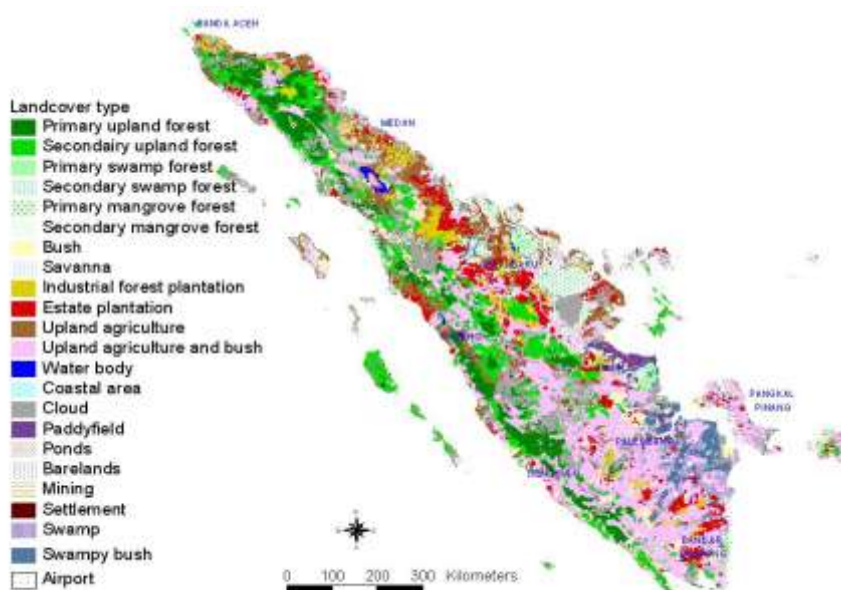 BANDA ACEH
MEDAN
Landcover type
Primary upland forest
Secondairy upland forest
Primary swamp forest
Secondary swamp forest
Primary mangrove forest
Secondary mangrove forest
Bush
Savanna
Industrial forest plantation
Estate plantation
Upland agriculture
Upland agriculture and bush
Water body
Coastal area
Cloud
Paddyfield
Ponds
Barelands
Mining
Settlement
Swamp
Swampy bush
Airport
PANGKAL
PINANG
PALEMBANG
BANDAR
0 100 200 300 Kilometers